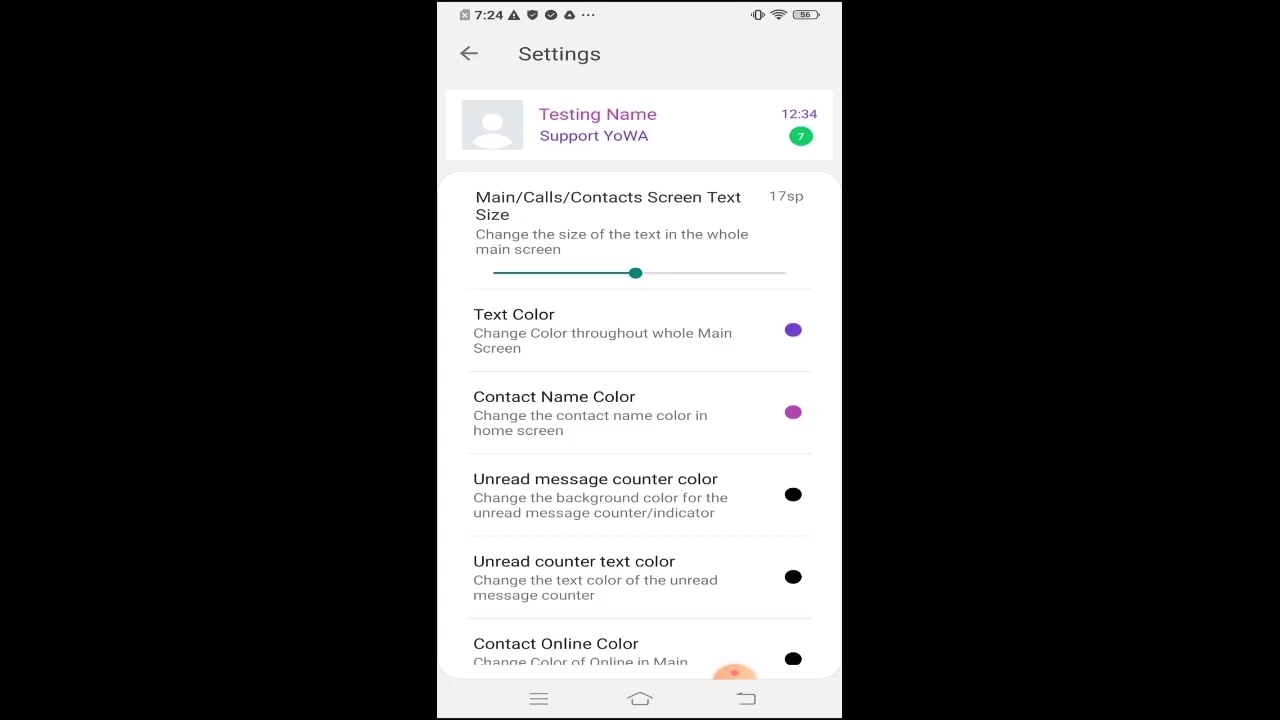 7:24 ... 56
Settings
Testing Name 12:34
Support YoWA 7
Main/Calls/Contacts Screen Text 17sp
Size
Change the size of the text in the whole
main screen
Text Color
Change Color throughout whole Main
Screen
Contact Name Color
Change the contact name color in
home screen
Unread message counter color
Change the background color for the
unread message counter/indicator
Unread counter text color
Change the text color of the unread
message counter
Contact Online Color
Change Color of Online in Main